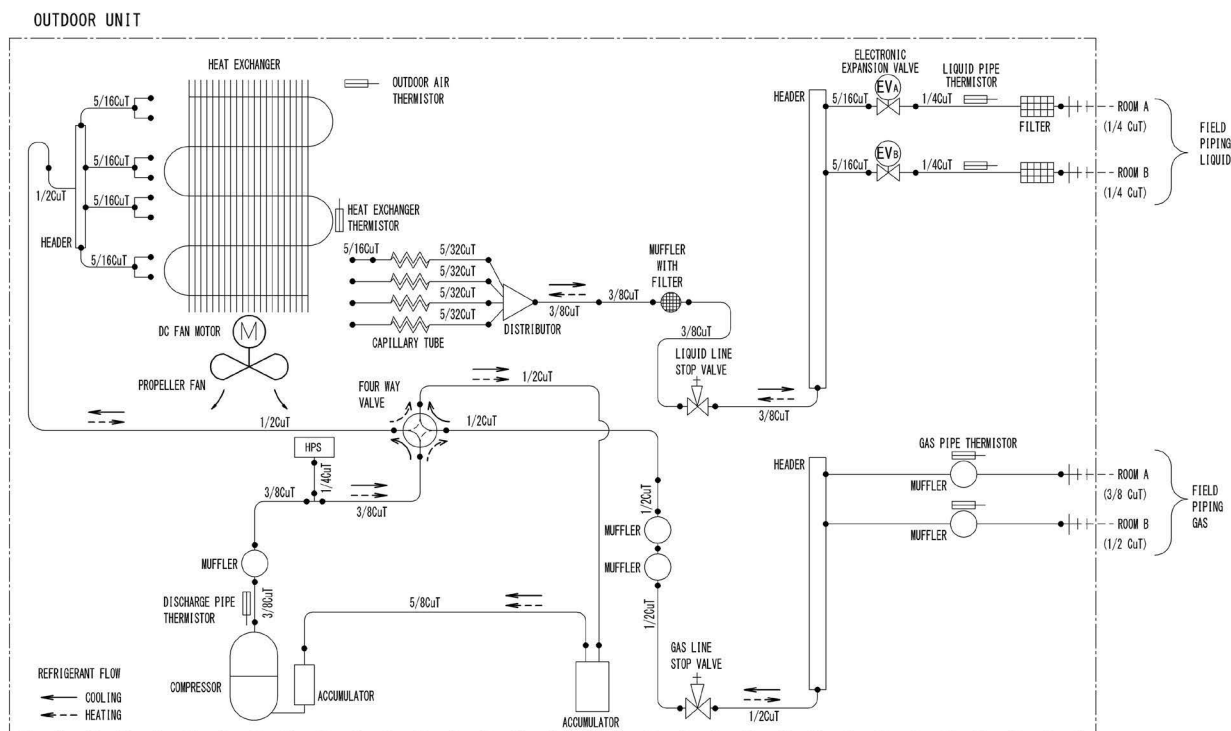 OUTDOOR UNIT
HEAT EXCHANGER
OUTDOOR AIR
THERMISTOR
5/16CuT
5/16CuT
5/16CuT
5/16CuT
1/2CuT
HEADER
HEAT EXCHANGER
THERMISTOR
DC FAN MOTOR
M
PROPELLER FAN
5/16CuT
5/32CuT
5/32CuT
5/32CuT
5/32CuT
CAPILLARY TUBE
DISTRIBUTOR
3/8CuT
3/8CuT
MUFFLER
WITH
FILTER
3/8CuT
LIQUID LINE
STOP VALVE
3/8CuT
HEADER
ELECTRONIC
EXPANSION VALVE
EVA
5/16CuT
1/4CuT
LIQUID PIPE
THERMISTOR
FILTER
ROOM A
(1/4 CuT)
EVB
5/16CuT
1/4CuT
ROOM B
(1/4 CuT)
FIELD
PIPING
LIQUID
FOUR WAY
VALVE
1/2CuT
1/2CuT
1/2CuT
HPS
1/4CuT
3/8CuT
3/8CuT
MUFFLER
DISCHARGE PIPE
THERMISTOR
3/8CuT
COMPRESSOR
ACCUMULATOR
5/8CuT
ACCUMULATOR
1/2CuT
MUFFLER
MUFFLER
1/2CuT
GAS LINE
STOP VALVE
1/2CuT
HEADER
GAS PIPE THERMISTOR
MUFFLER
ROOM A
(3/8 CuT)
MUFFLER
ROOM B
(1/2 CuT)
FIELD
PIPING
GAS
REFRIGERANT FLOW
COOLING
HEATING